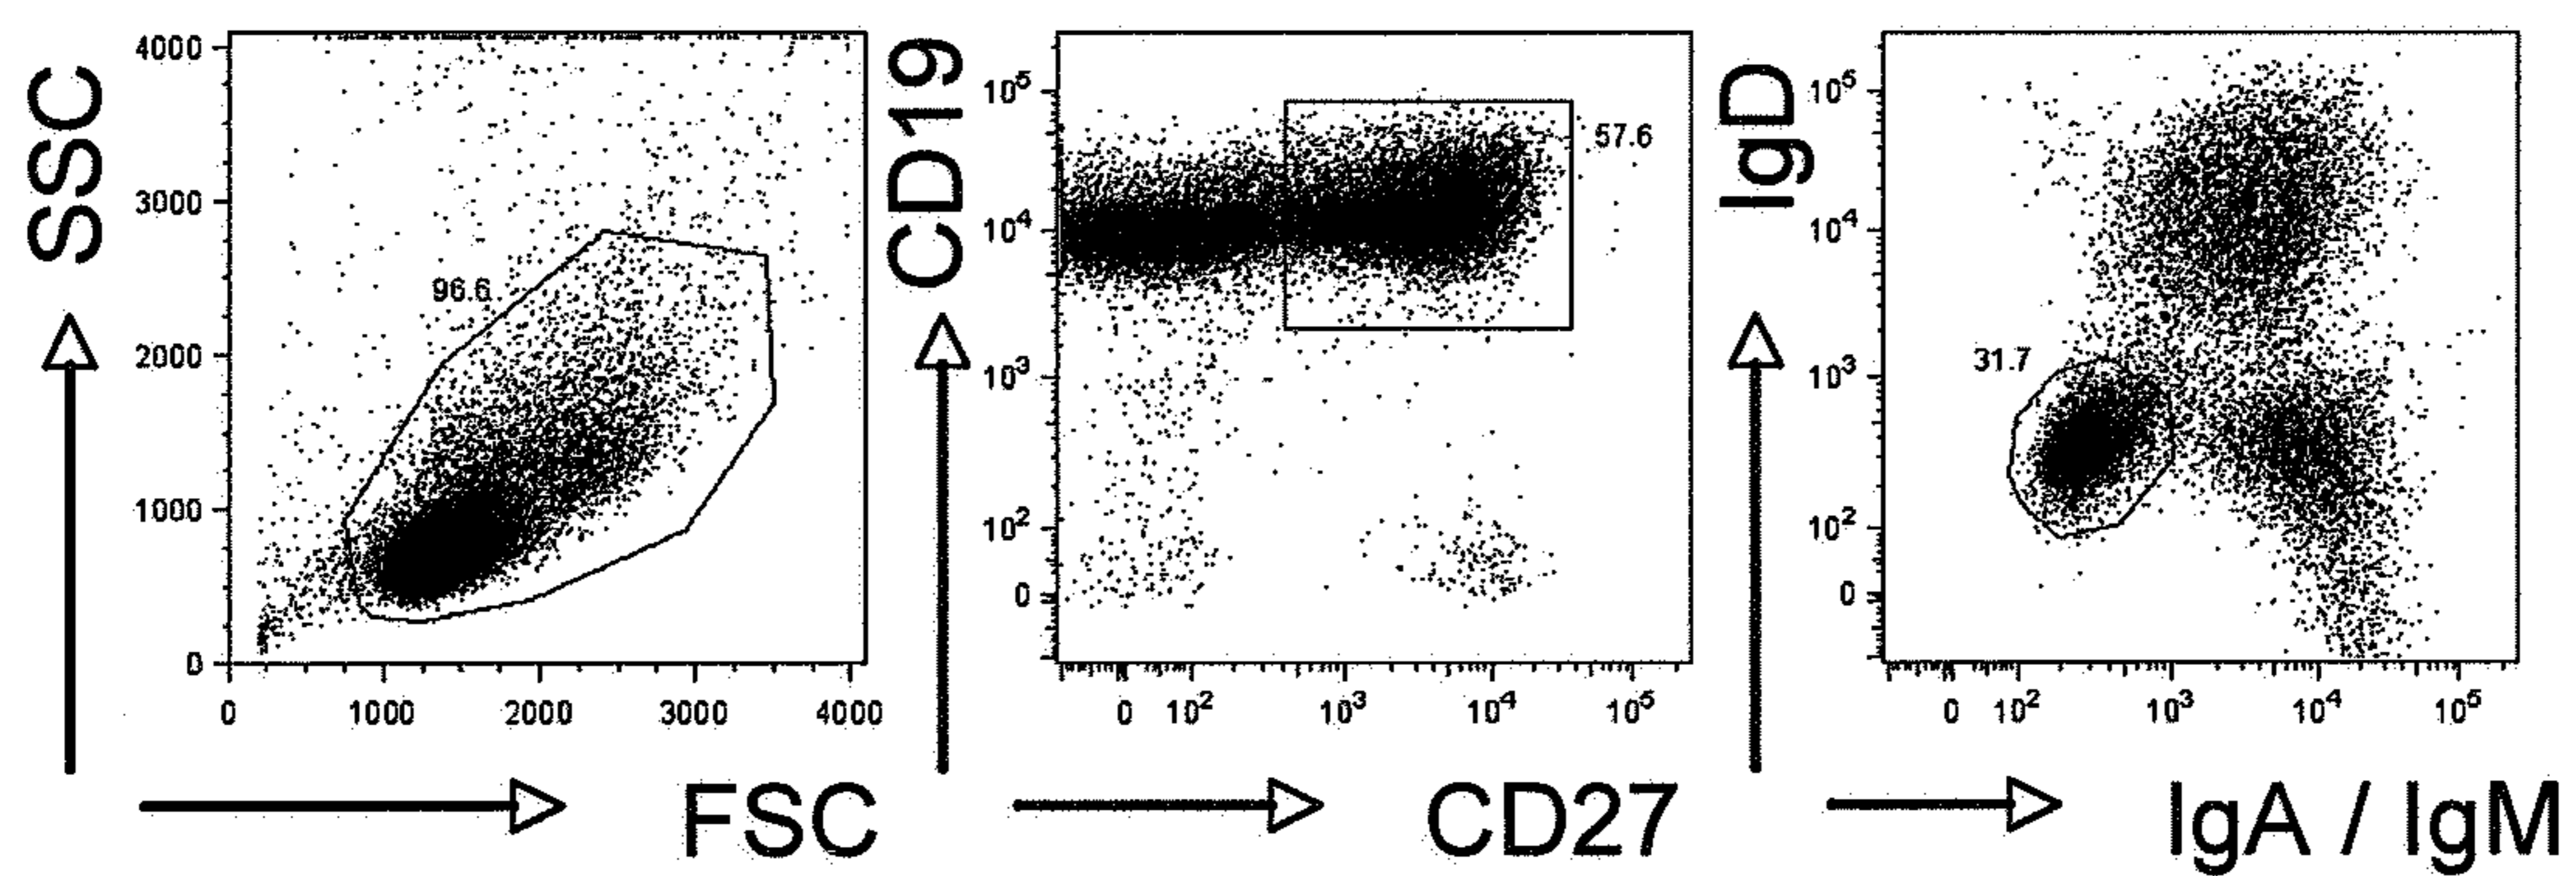 SSC
4000
3000
2000
1000
0
96.6
0 1000 2000 3000 4000
FSC
CD19
10⁵
10⁴
10³
10²
0
57.6
0 10² 10³ 10⁴ 10⁵
CD27
IgD
10⁵
10⁴
10³
10²
0
31.7
0 10² 10³ 10⁴ 10⁵
IgA / IgM